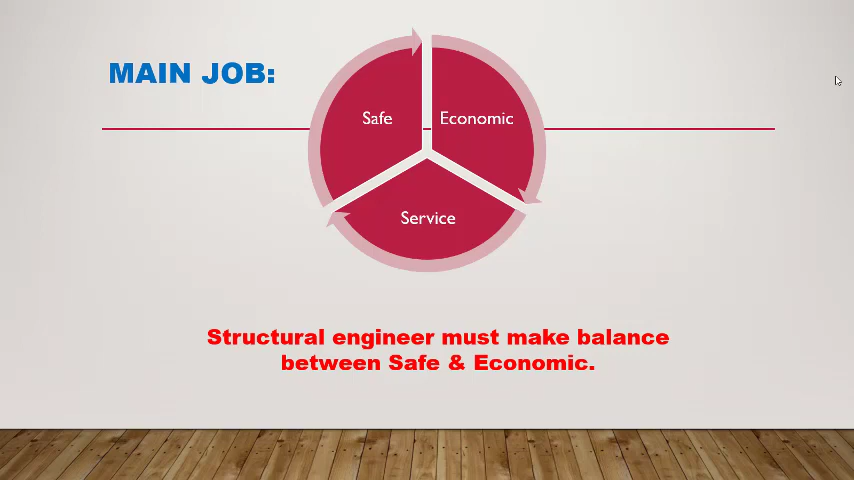 MAIN JOB:
Safe
Economic
Service
Structural engineer must make balance
between Safe & Economic.